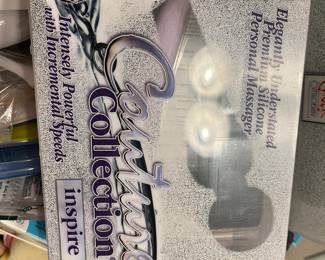 Elegantly Understated
Premium Silicone
Personal Massager
Couture
Collection
inspire
Intensely Powerful
with Incremental Speeds